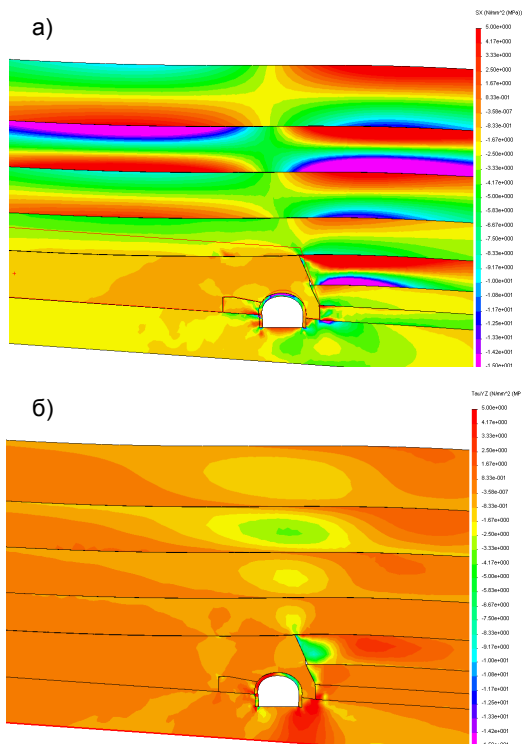 а)
SX (N/mm^2 (MPa))
5.00e+000
4.17e+000
3.33e+000
2.50e+000
1.67e+000
8.33e-001
-3.58e-007
-8.33e-001
-1.67e+000
-2.50e+000
-3.33e+000
-4.17e+000
-5.00e+000
-5.83e+000
-6.67e+000
-7.50e+000
-8.33e+000
-9.17e+000
-1.00e+001
-1.08e+001
-1.17e+001
-1.25e+001
-1.33e+001
-1.42e+001
-1.50e+001
б)
TauYZ (N/mm^2 (MP
5.00e+000
4.17e+000
3.33e+000
2.50e+000
1.67e+000
8.33e-001
-3.58e-007
-8.33e-001
-1.67e+000
-2.50e+000
-3.33e+000
-4.17e+000
-5.00e+000
-5.83e+000
-6.67e+000
-7.50e+000
-8.33e+000
-9.17e+000
-1.00e+001
-1.08e+001
-1.17e+001
-1.25e+001
-1.33e+001
-1.42e+001